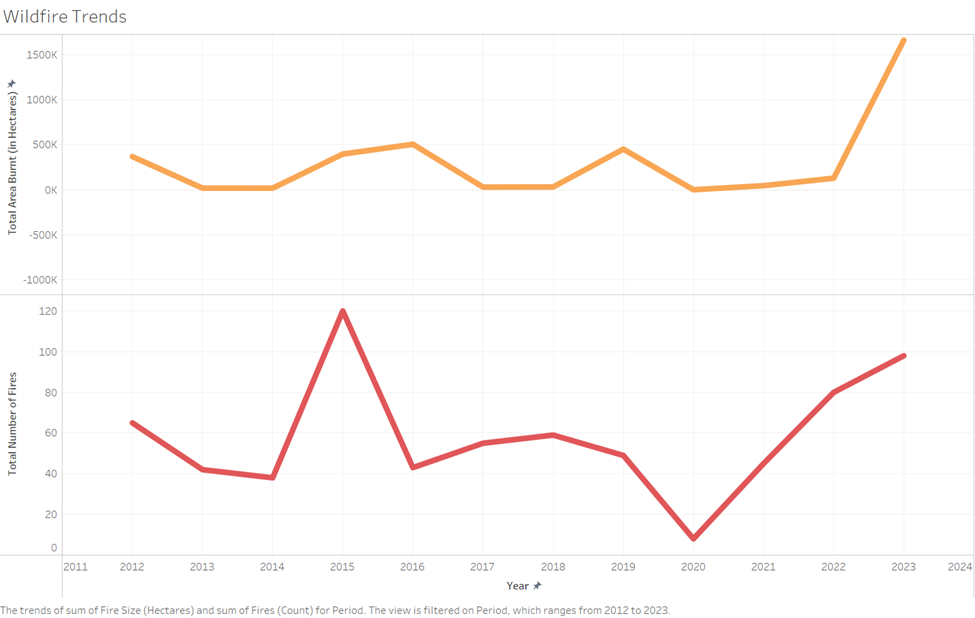 Wildfire Trends
Total Area Burnt (in Hectares)
1500K
1000K
500K
0K
-500K
-1000K
Total Number of Fires
120
100
80
60
40
20
0
2011 2012 2013 2014 2015 2016 2017 2018 2019 2020 2021 2022 2023 2024
Year
The trends of sum of Fire Size (Hectares) and sum of Fires (Count) for Period. The view is filtered on Period, which ranges from 2012 to 2023.